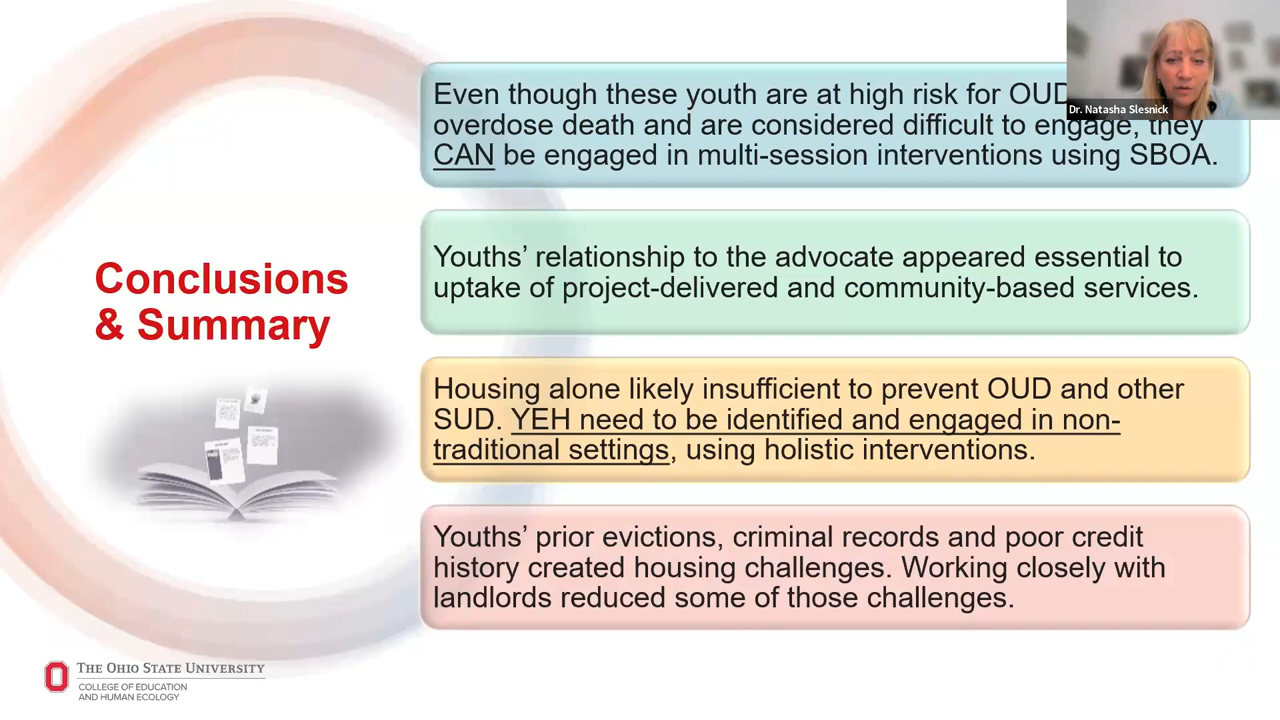 Dr. Natasha Slesnick
Even though these youth are at high risk for OUD
overdose death and are considered difficult to engage, they
CAN be engaged in multi-session interventions using SBOA.
Youths’ relationship to the advocate appeared essential to
uptake of project-delivered and community-based services.
Conclusions
& Summary
Housing alone likely insufficient to prevent OUD and other
SUD. YEH need to be identified and engaged in non-
traditional settings, using holistic interventions.
Youths’ prior evictions, criminal records and poor credit
history created housing challenges. Working closely with
landlords reduced some of those challenges.
THE OHIO STATE UNIVERSITY
COLLEGE OF EDUCATION
AND HUMAN ECOLOGY